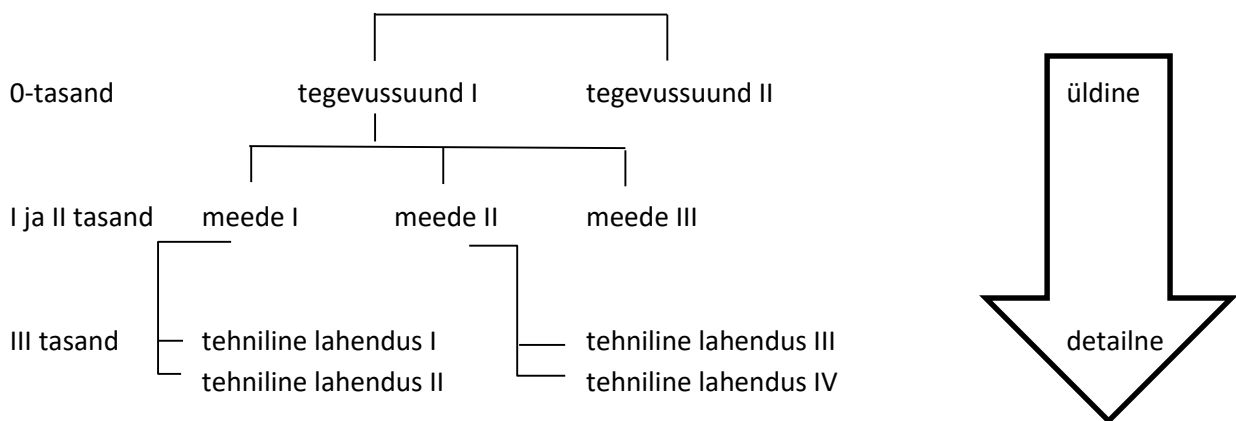 0-tasand tegevussuund I tegevussuund II üldine
I ja II tasand meede I meede II meede III
III tasand tehniline lahendus I tehniline lahendus III detailne
tehniline lahendus II tehniline lahendus IV